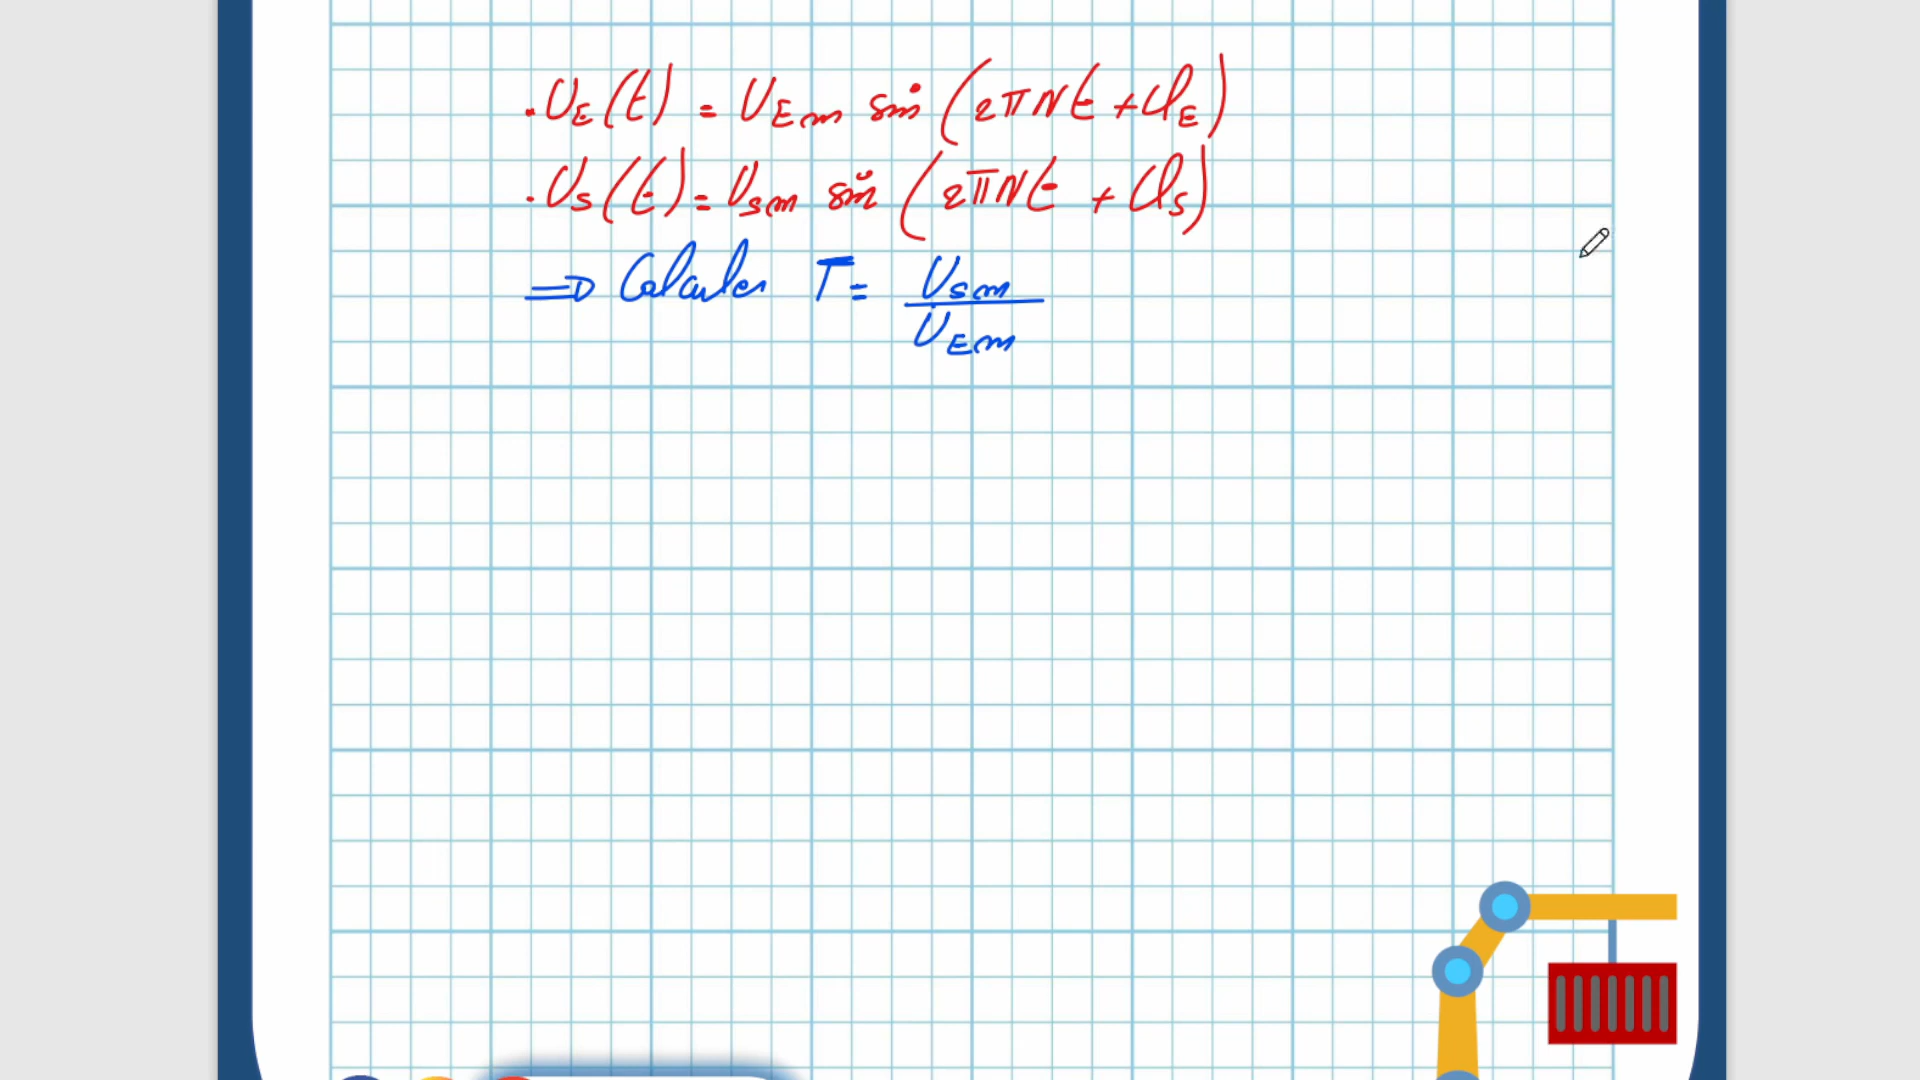 . U_E(t) = U_Em sin (2πNt + φ_E)
. U_S(t) = U_Sm sin (2πNt + φ_S)
⇒ Calculer T = U_Sm / U_Em